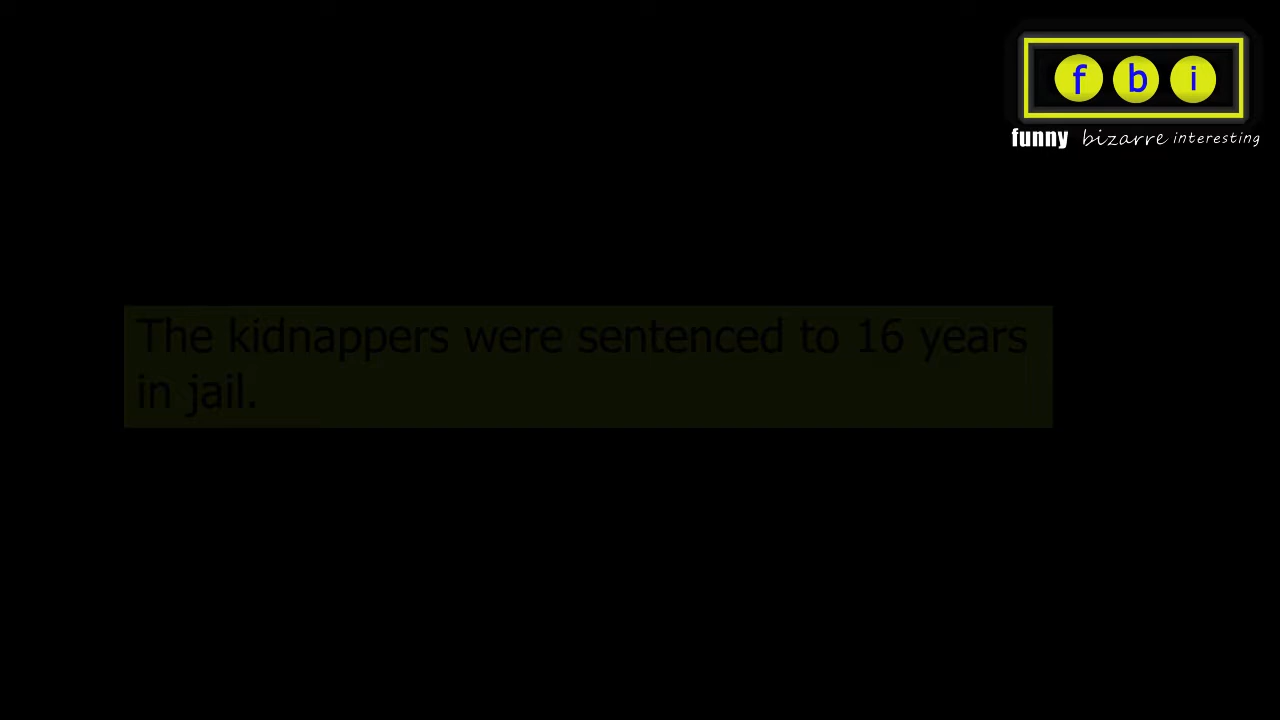 f b i
funny bizarre interesting
The kidnappers were sentenced to 16 years
in jail.